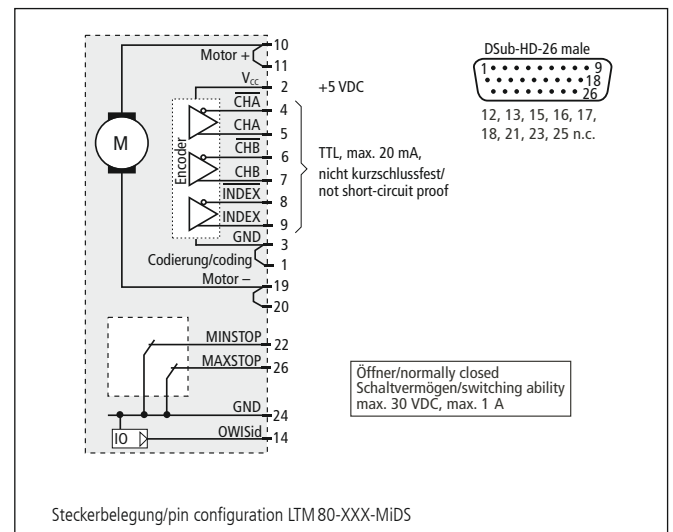 10
Motor +
11
V_CC 2 +5 VDC
CHA 4
CHA 5
CHB 6
CHB 7
INDEX 8
INDEX 9
GND 3
Codierung/coding
1
Motor –
19
20
M
Encoder
TTL, max. 20 mA,
nicht kurzschlussfest/
not short-circuit proof
DSub-HD-26 male
1 9
18
26
12, 13, 15, 16, 17,
18, 21, 23, 25 n.c.
MINSTOP 22
MAXSTOP 26
GND 24
IO OWISid 14
Öffner/normally closed
Schaltvermögen/switching ability
max. 30 VDC, max. 1 A
Steckerbelegung/pin configuration LTM 80-XXX-MiDS